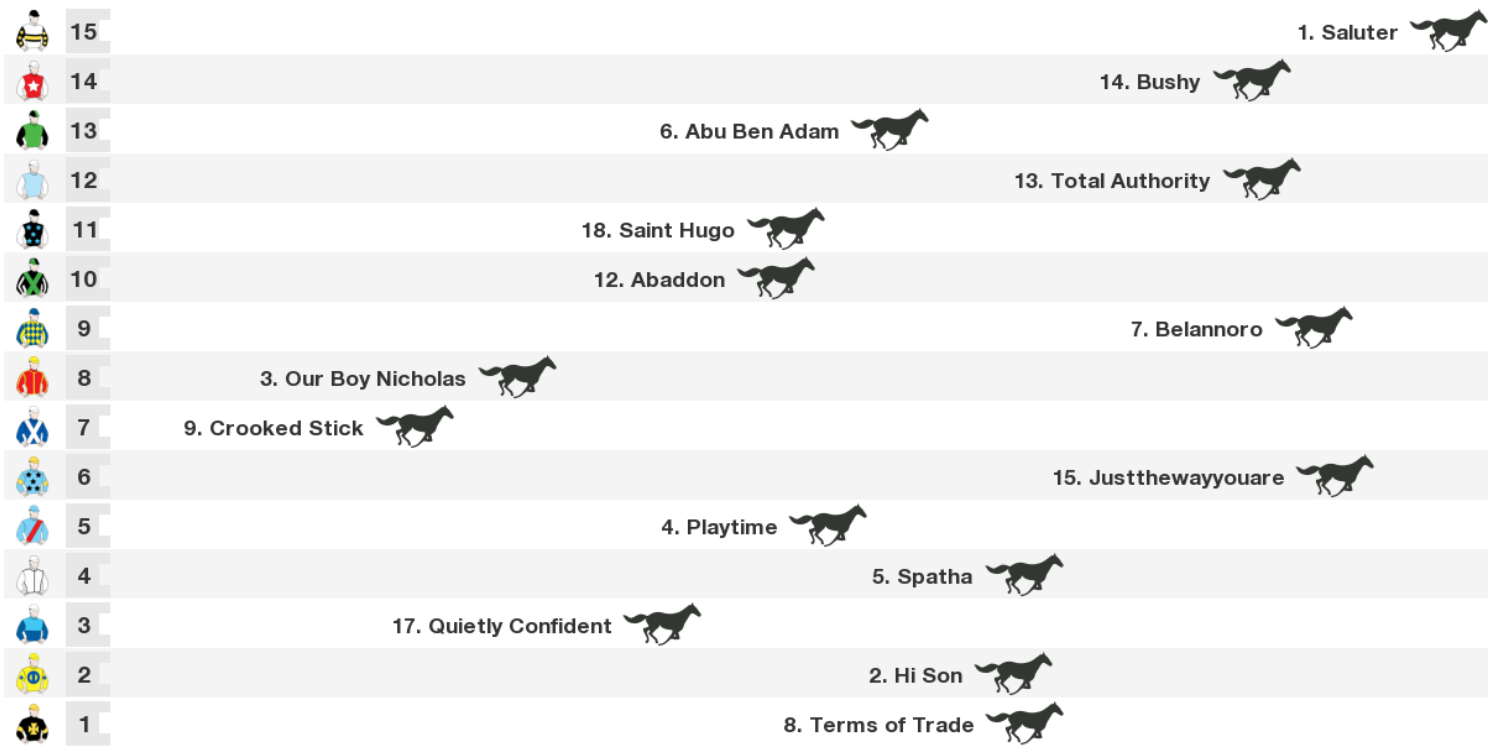 15 1. Saluter
14 14. Bushy
13 6. Abu Ben Adam
12 13. Total Authority
11 18. Saint Hugo
10 12. Abaddon
9 7. Belannoro
8 3. Our Boy Nicholas
7 9. Crooked Stick
6 15. Justthewayyouare
5 4. Playtime
4 5. Spatha
3 17. Quietly Confident
2 2. Hi Son
1 8. Terms of Trade